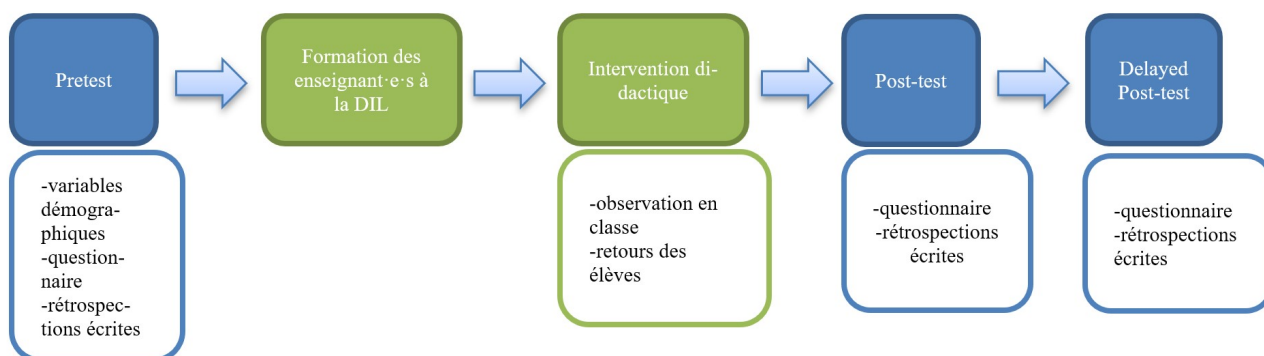 Pretest
Formation des
enseignant·e·s à
la DIL
Intervention di-
dactique
Post-test
Delayed
Post-test
-variables
démogra-
phiques
-question-
naire
-rétrospec-
tions écrites
-observation en
classe
-retours des
élèves
-questionnaire
-rétrospections
écrites
-questionnaire
-rétrospections
écrites